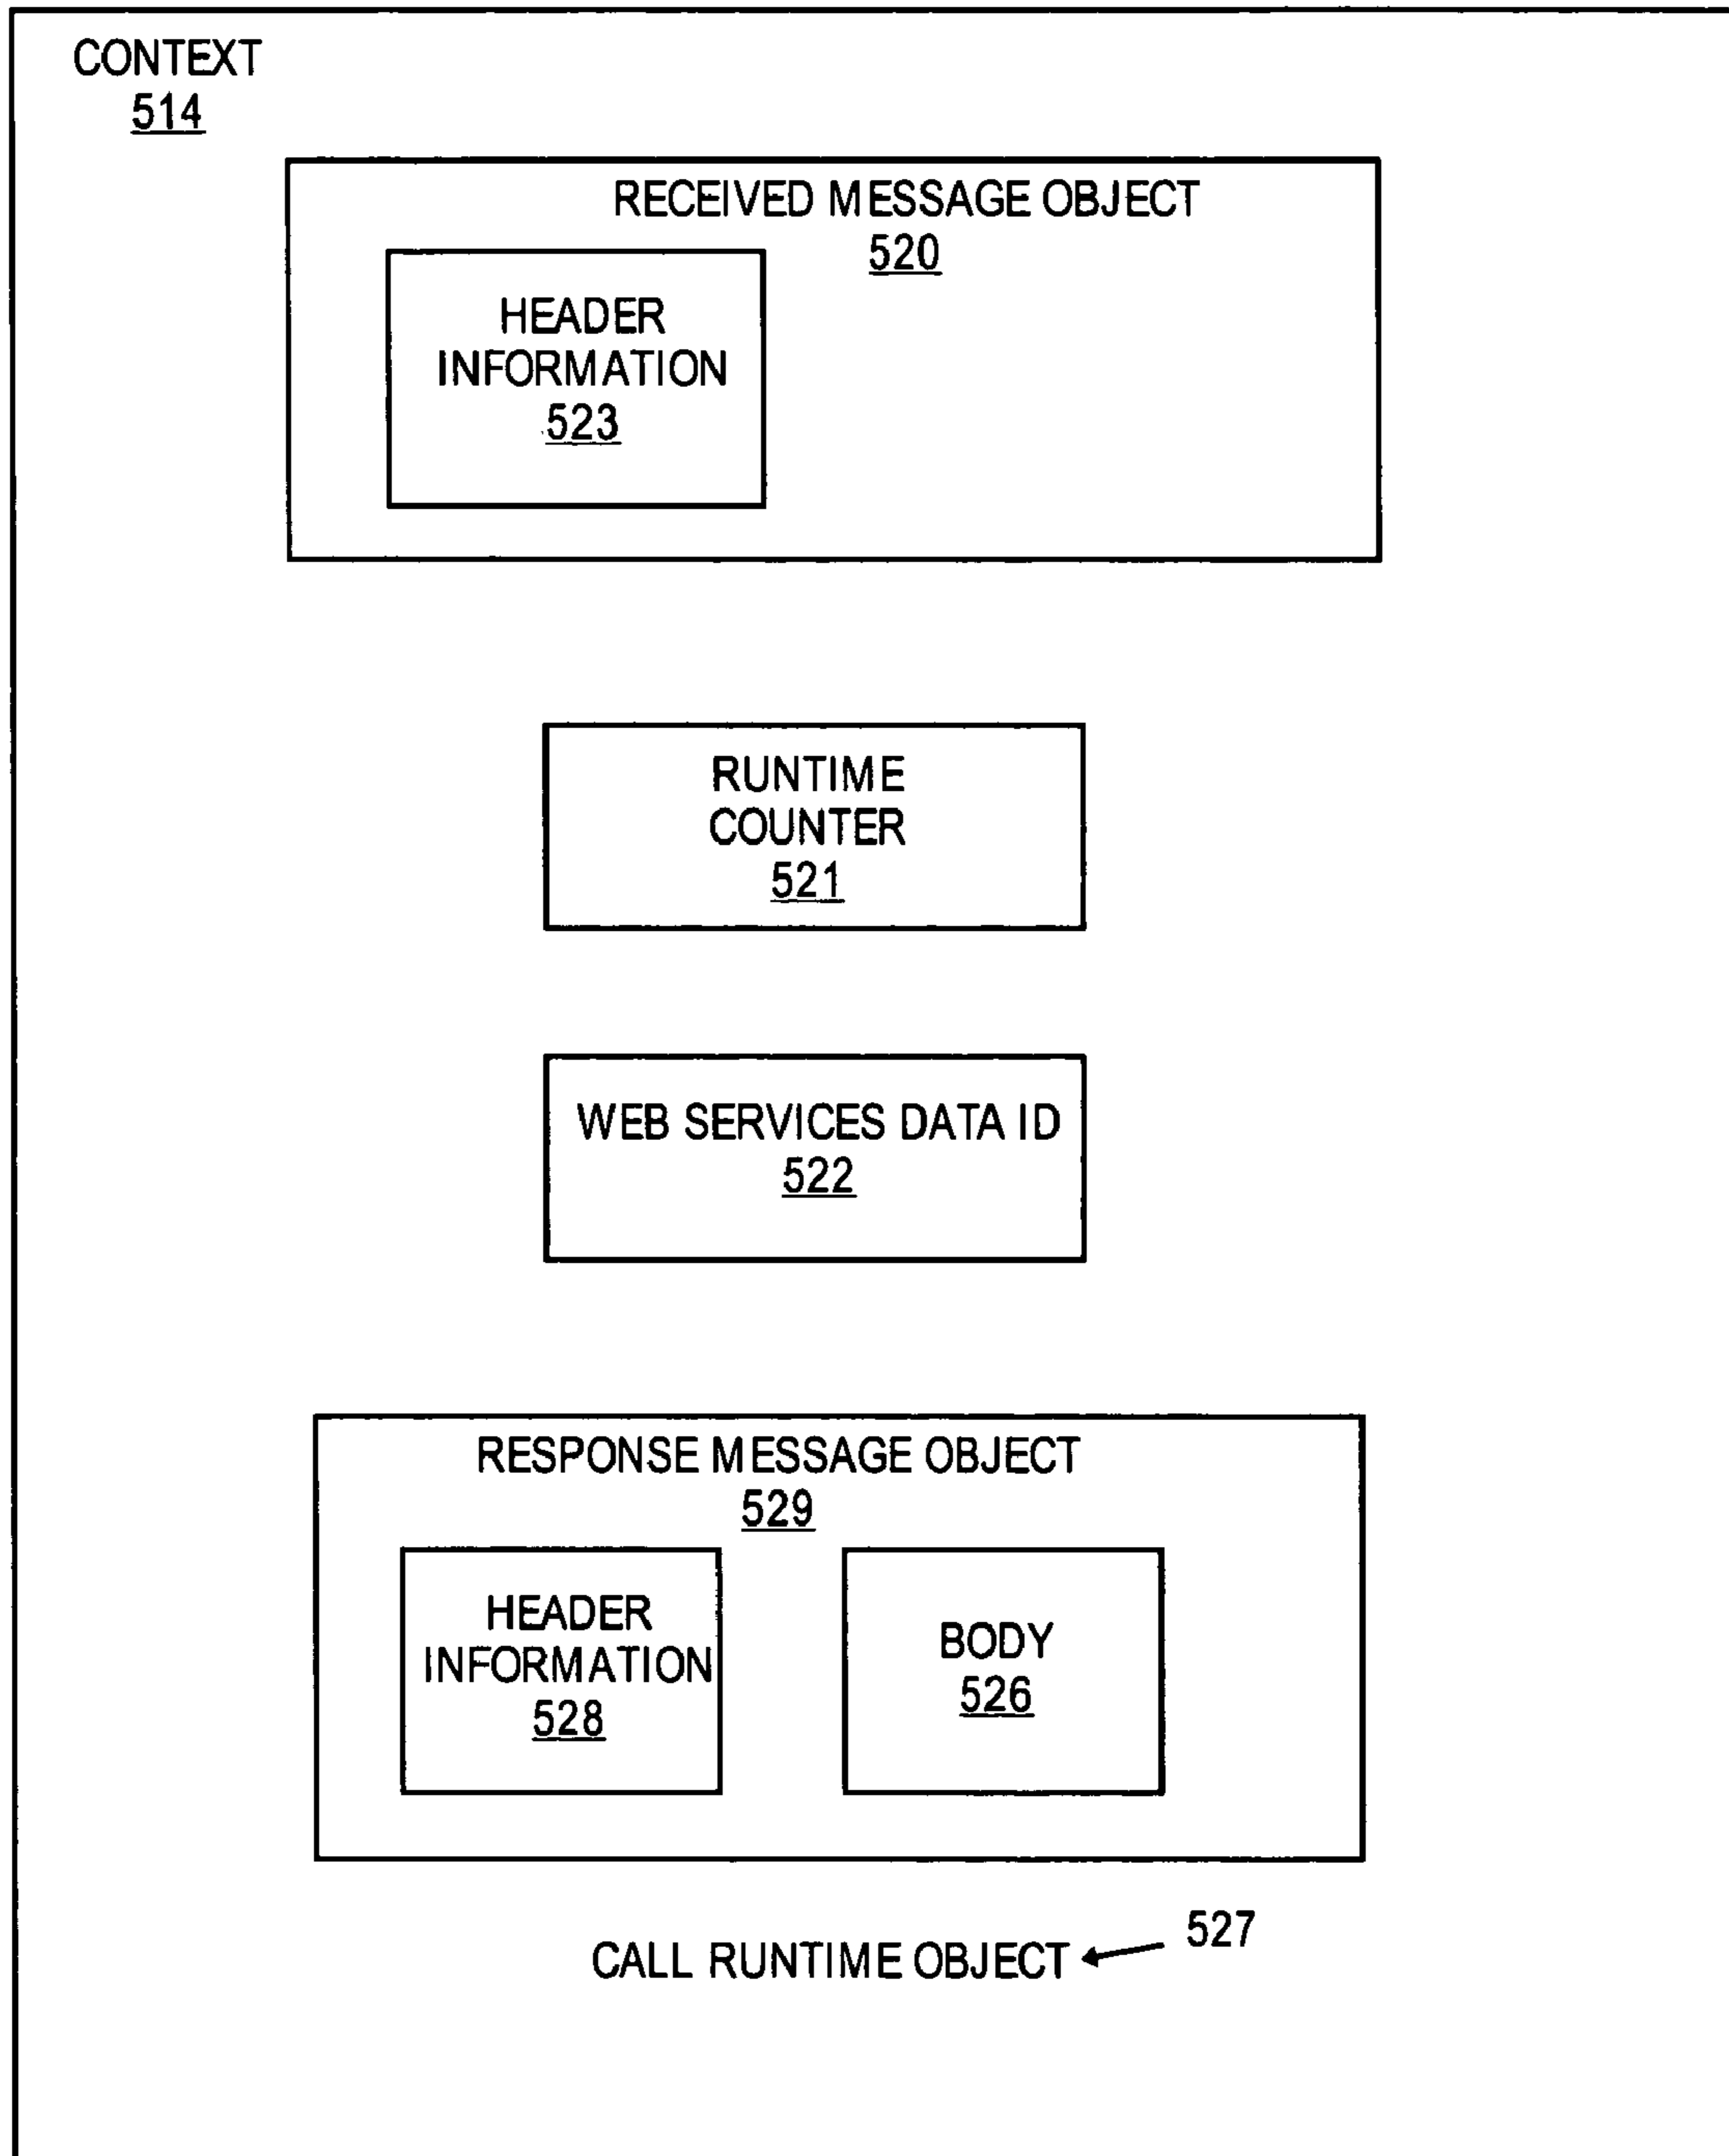 CONTEXT
514
RECEIVED MESSAGE OBJECT
520
HEADER
INFORMATION
523
RUNTIME
COUNTER
521
WEB SERVICES DATA ID
522
RESPONSE MESSAGE OBJECT
529
HEADER
INFORMATION
528
BODY
526
CALL RUNTIME OBJECT
527